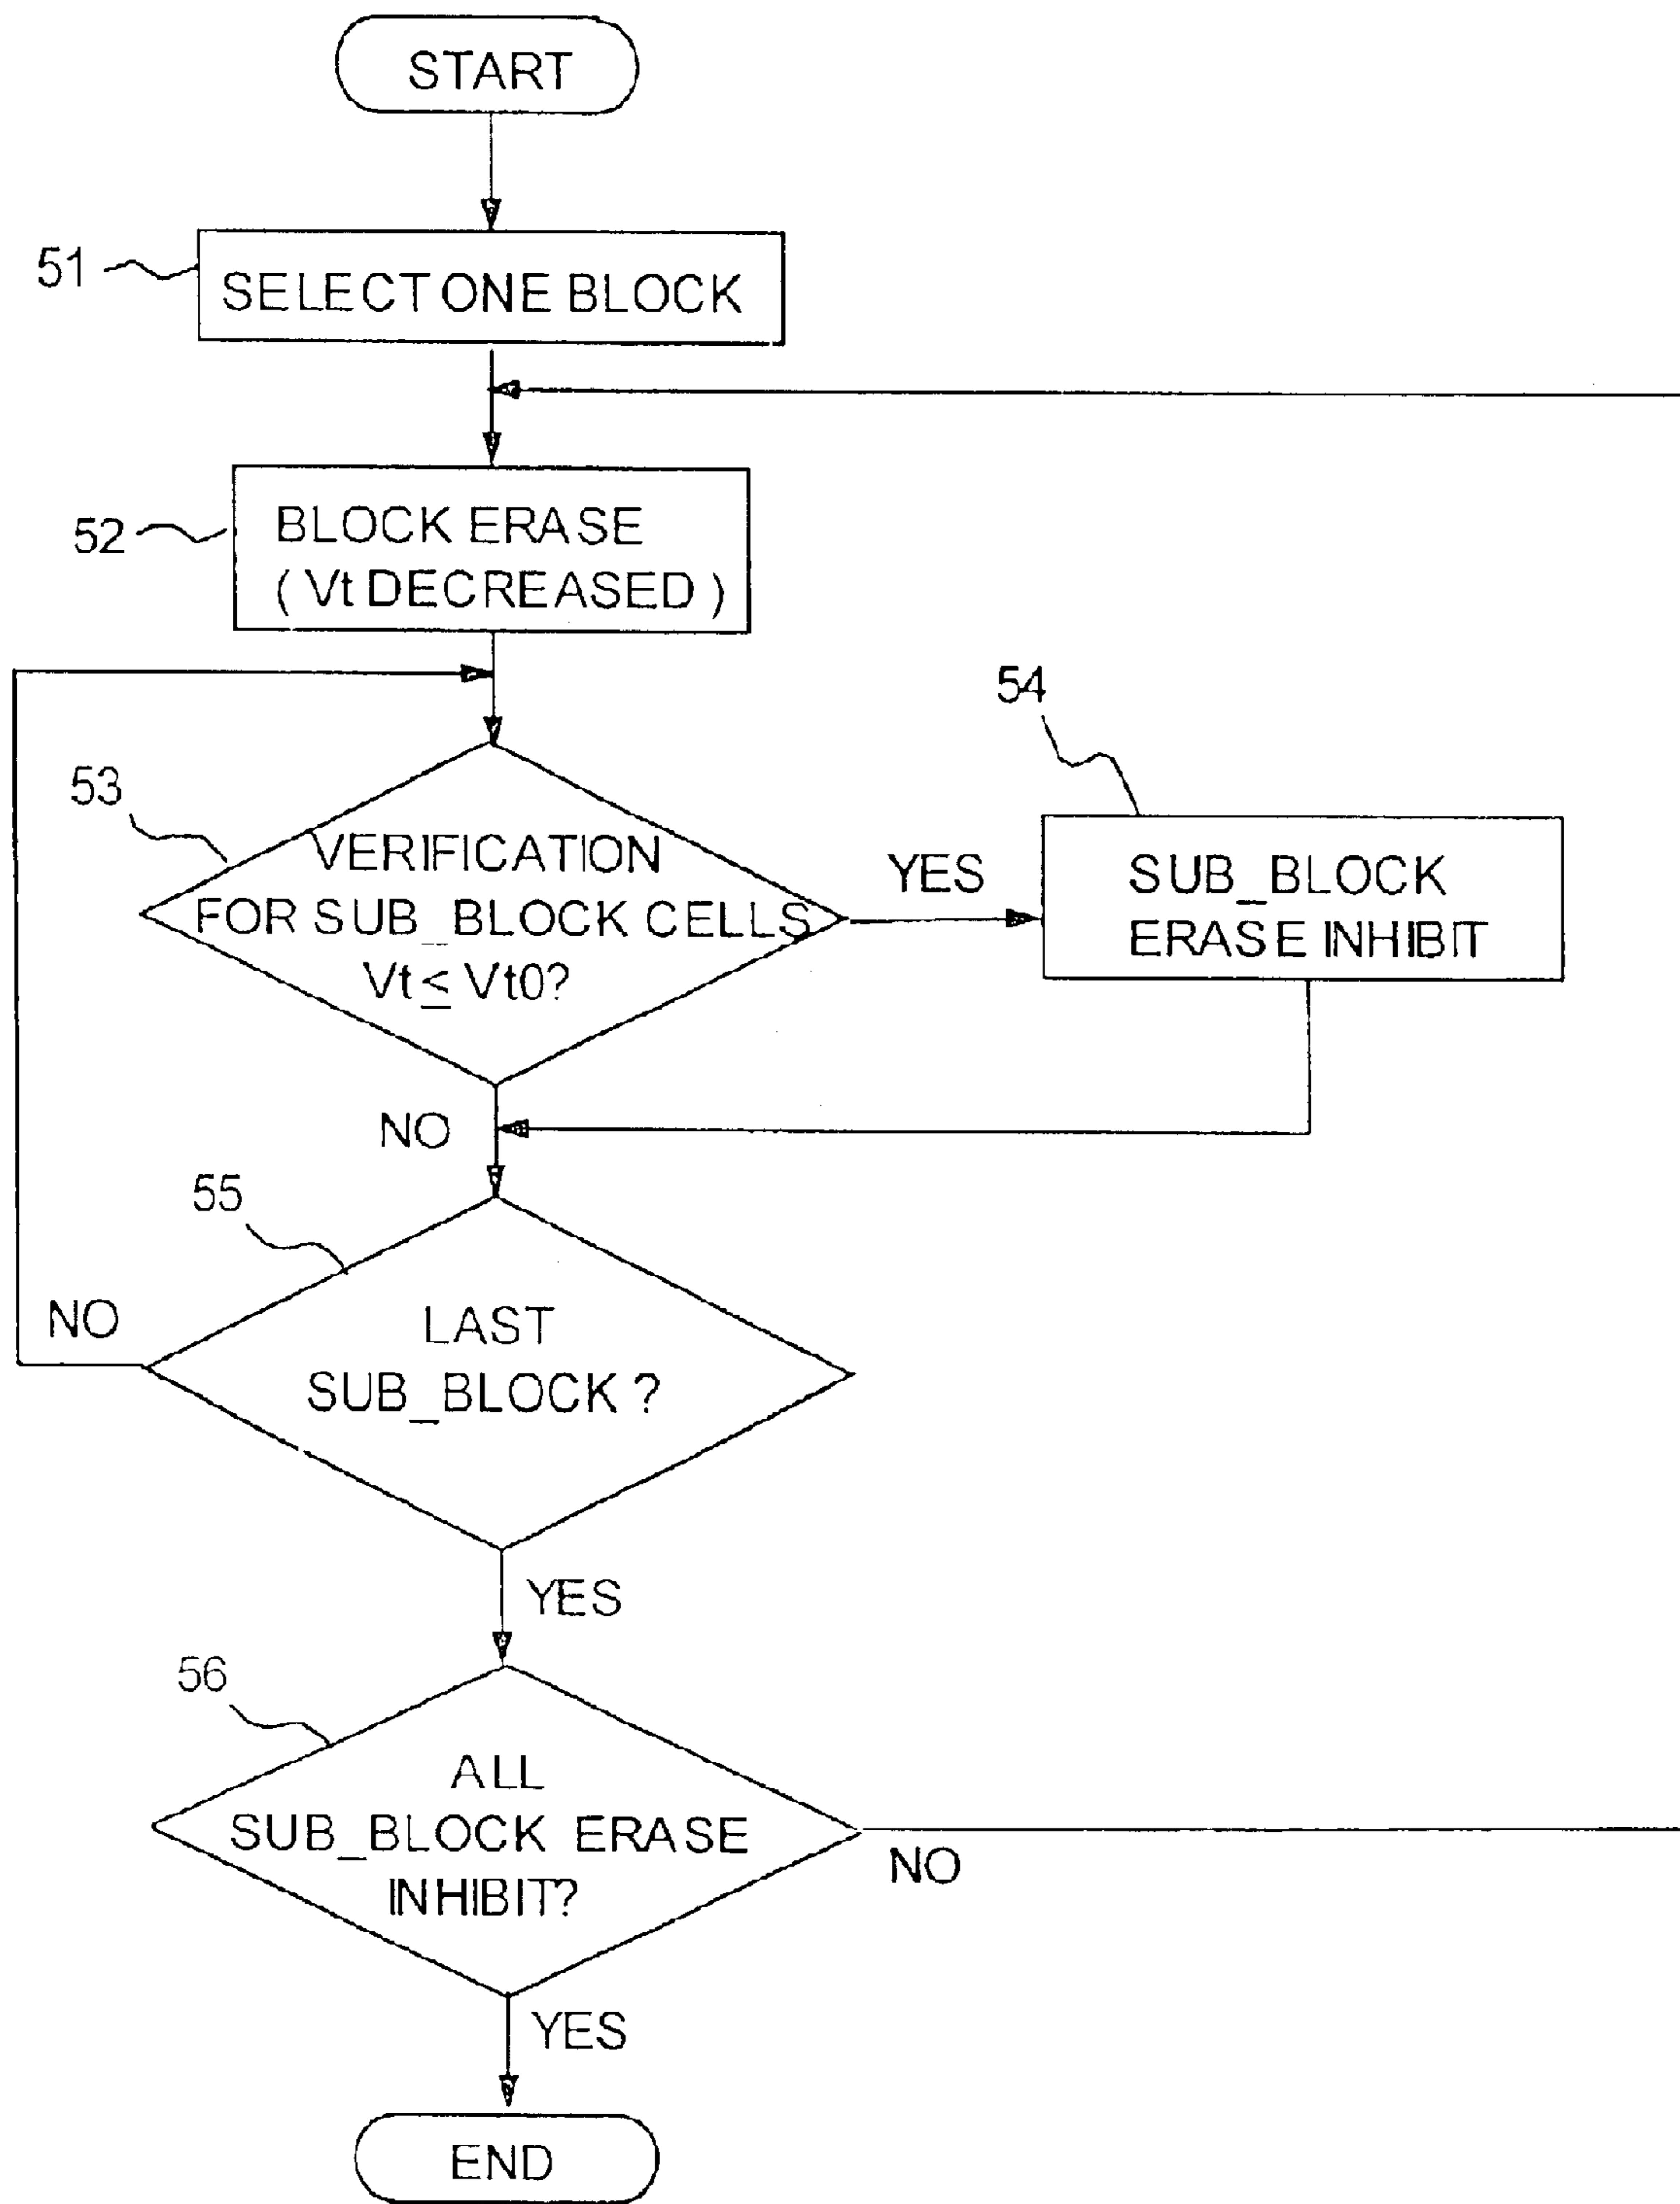 START
51
SELECT ONE BLOCK
52
BLOCK ERASE
( Vt DECREASED )
53
VERIFICATION
FOR SUB_BLOCK CELLS
Vt ≤ Vt0?
YES
54
SUB_BLOCK
ERASE INHIBIT
NO
55
LAST
SUB_BLOCK ?
NO
YES
56
ALL
SUB_BLOCK ERASE
INHIBIT?
NO
YES
END